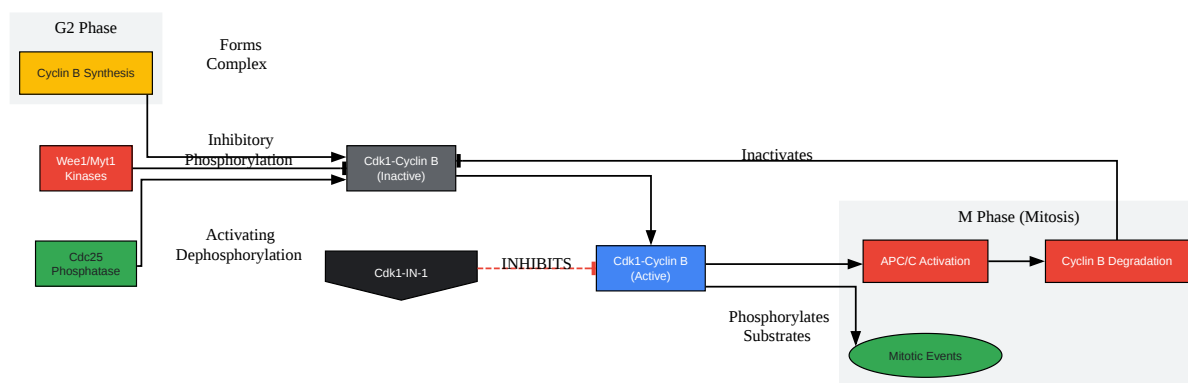 G2 Phase
Cyclin B Synthesis
Forms
Complex
Wee1/Myt1
Kinases
Inhibitory
Phosphorylation
Cdk1-Cyclin B
(Inactive)
Inactivates
Cdc25
Phosphatase
Activating
Dephosphorylation
Cdk1-IN-1
INHIBITS
Cdk1-Cyclin B
(Active)
M Phase (Mitosis)
APC/C Activation
Cyclin B Degradation
Phosphorylates
Substrates
Mitotic Events